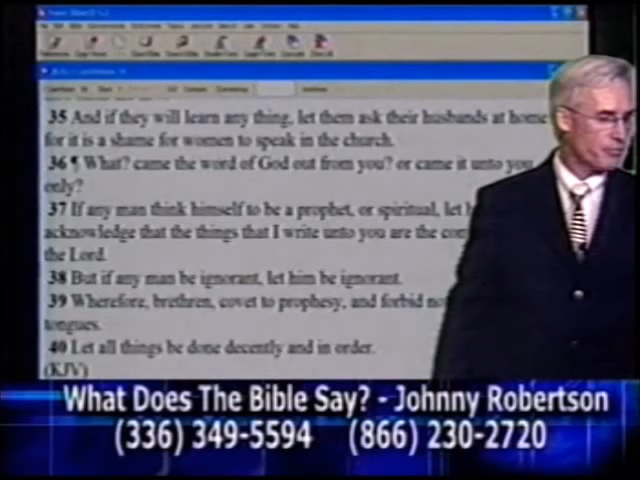 35 And if they will learn any thing, let them ask their husbands at home
for it is a shame for women to speak in the church.
36 ¶ What? came the word of God out from you? or came it unto you
only?
37 If any man think himself to be a prophet, or spiritual, let
acknowledge that the things that I write unto you are the
the Lord.
38 But if any man be ignorant, let him be ignorant.
39 Wherefore, brethren, covet to prophesy, and forbid
tongues.
40 Let all things be done decently and in order.
(KJV)
What Does The Bible Say? - Johnny Robertson
(336) 349-5594 (866) 230-2720